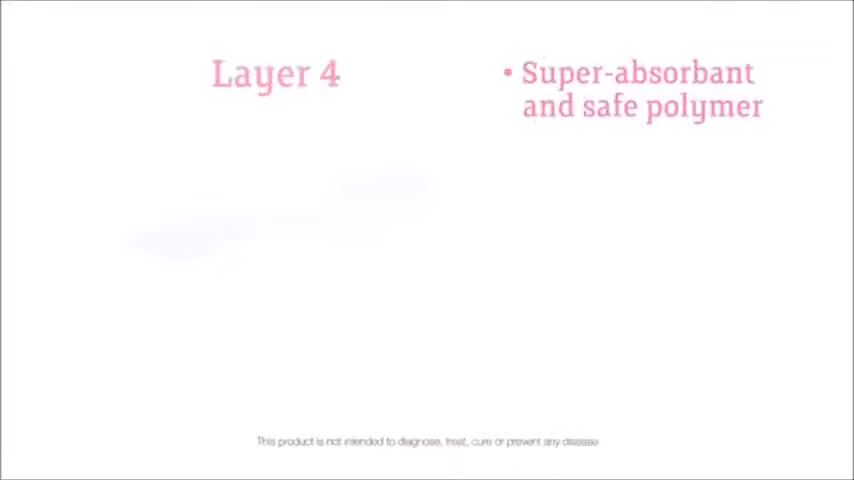 Layer 4
• Super-absorbant
and safe polymer
This product is not intended to diagnose, treat, cure or prevent any disease